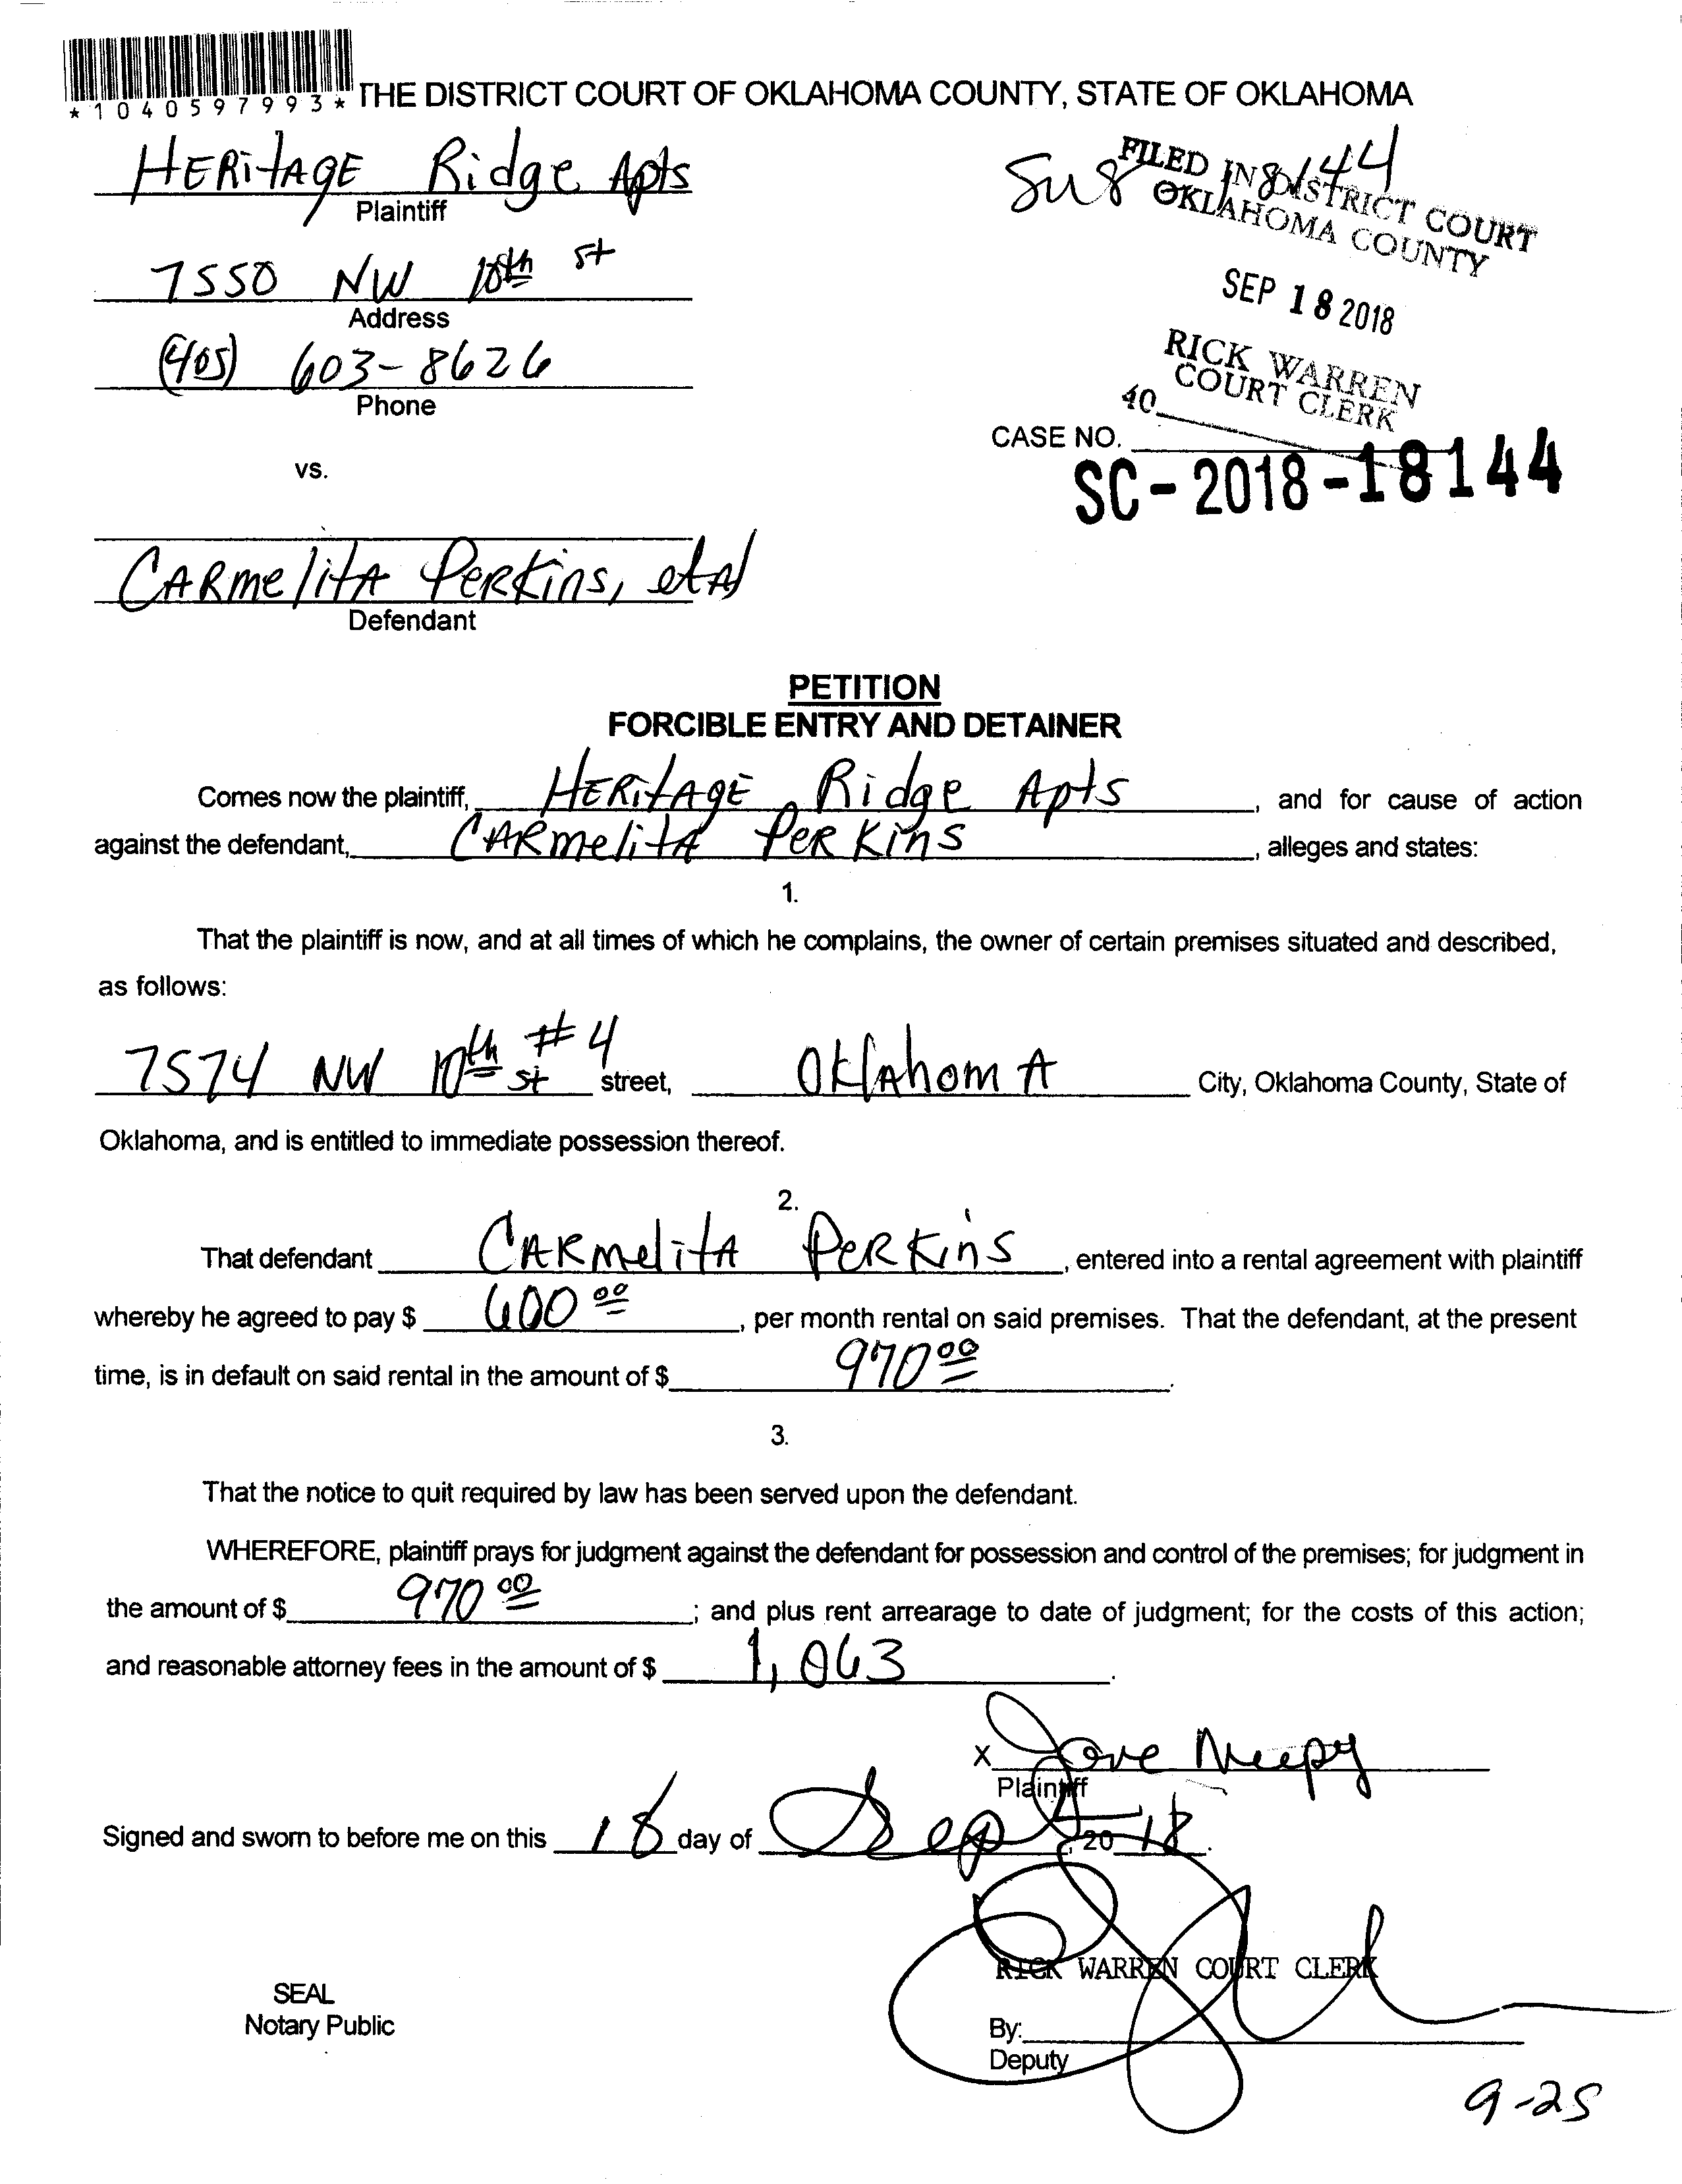 *1040597993*
THE DISTRICT COURT OF OKLAHOMA COUNTY, STATE OF OKLAHOMA
HERitAGE Ridge Apts
Plaintiff
18144
FILED IN DISTRICT COURT
OKLAHOMA COUNTY
7550 NW 10th st
Address
SEP 18 2018
(405) 603-8626
Phone
RICK WARREN
COURT CLERK
40
CASE NO.
SC-2018-18144
vs.
CARmelitA PERKins, etAl
Defendant
PETITION
FORCIBLE ENTRY AND DETAINER
Comes now the plaintiff, HERitAGE Ridge Apts, and for cause of action
against the defendant, CARmelitA PERKins, alleges and states:
1.
That the plaintiff is now, and at all times of which he complains, the owner of certain premises situated and described,
as follows:
7574 NW 10th st #4 street, OklAhomA City, Oklahoma County, State of
Oklahoma, and is entitled to immediate possession thereof.
2.
That defendant CARmelitA PERKins, entered into a rental agreement with plaintiff
whereby he agreed to pay $ 600 00, per month rental on said premises. That the defendant, at the present
time, is in default on said rental in the amount of $ 970 00.
3.
That the notice to quit required by law has been served upon the defendant.
WHEREFORE, plaintiff prays for judgment against the defendant for possession and control of the premises; for judgment in
the amount of $ 970 00; and plus rent arrearage to date of judgment; for the costs of this action;
and reasonable attorney fees in the amount of $ 1,063.
X
Plaintiff
Signed and sworn to before me on this 18 day of Sept, 20 18.
RICK WARREN COURT CLERK
SEAL
Notary Public
By:
Deputy
9-25